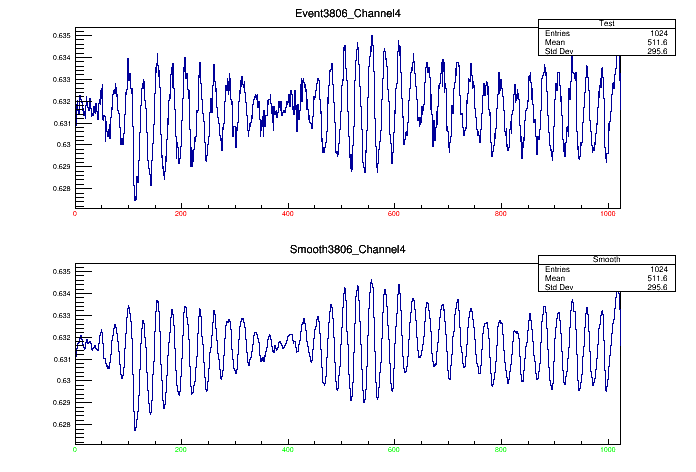 Event3806_Channel4
Test
Entries 1024
Mean 511.6
Std Dev 295.6
0.635
0.634
0.633
0.632
0.631
0.63
0.629
0.628
0 200 400 600 800 1000
Smooth3806_Channel4
Smooth
Entries 1024
Mean 511.6
Std Dev 295.6
0.635
0.634
0.633
0.632
0.631
0.63
0.629
0.628
0 200 400 600 800 1000